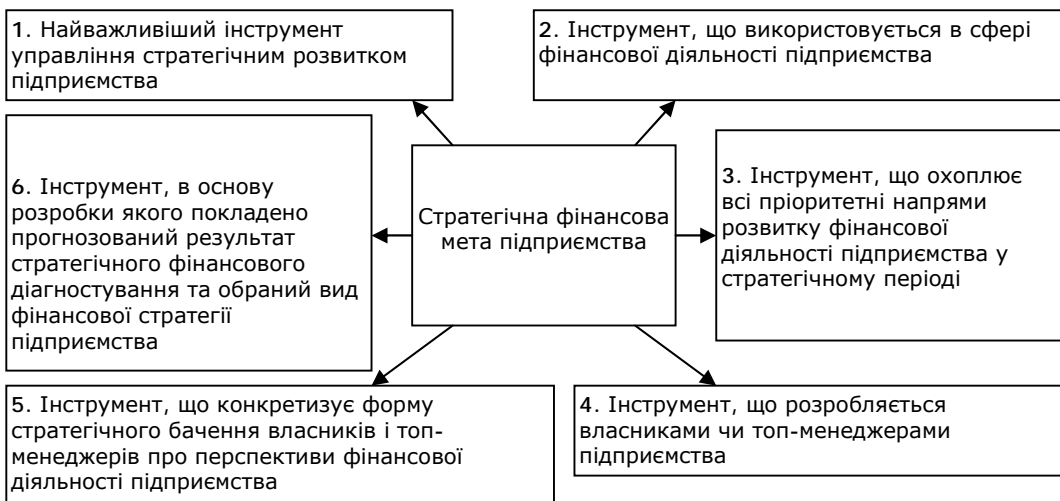 1. Найважливіший інструмент
управління стратегічним розвитком
підприємства
2. Інструмент, що використовується в сфері
фінансової діяльності підприємства
6. Інструмент, в основу
розробки якого покладено
прогнозований результат
стратегічного фінансового
діагностування та обраний вид
фінансової стратегії
підприємства
Стратегічна фінансова
мета підприємства
3. Інструмент, що охоплює
всі пріоритетні напрями
розвитку фінансової
діяльності підприємства у
стратегічному періоді
5. Інструмент, що конкретизує форму
стратегічного бачення власників і топ-
менеджерів про перспективи фінансової
діяльності підприємства
4. Інструмент, що розробляється
власниками чи топ-менеджерами
підприємства